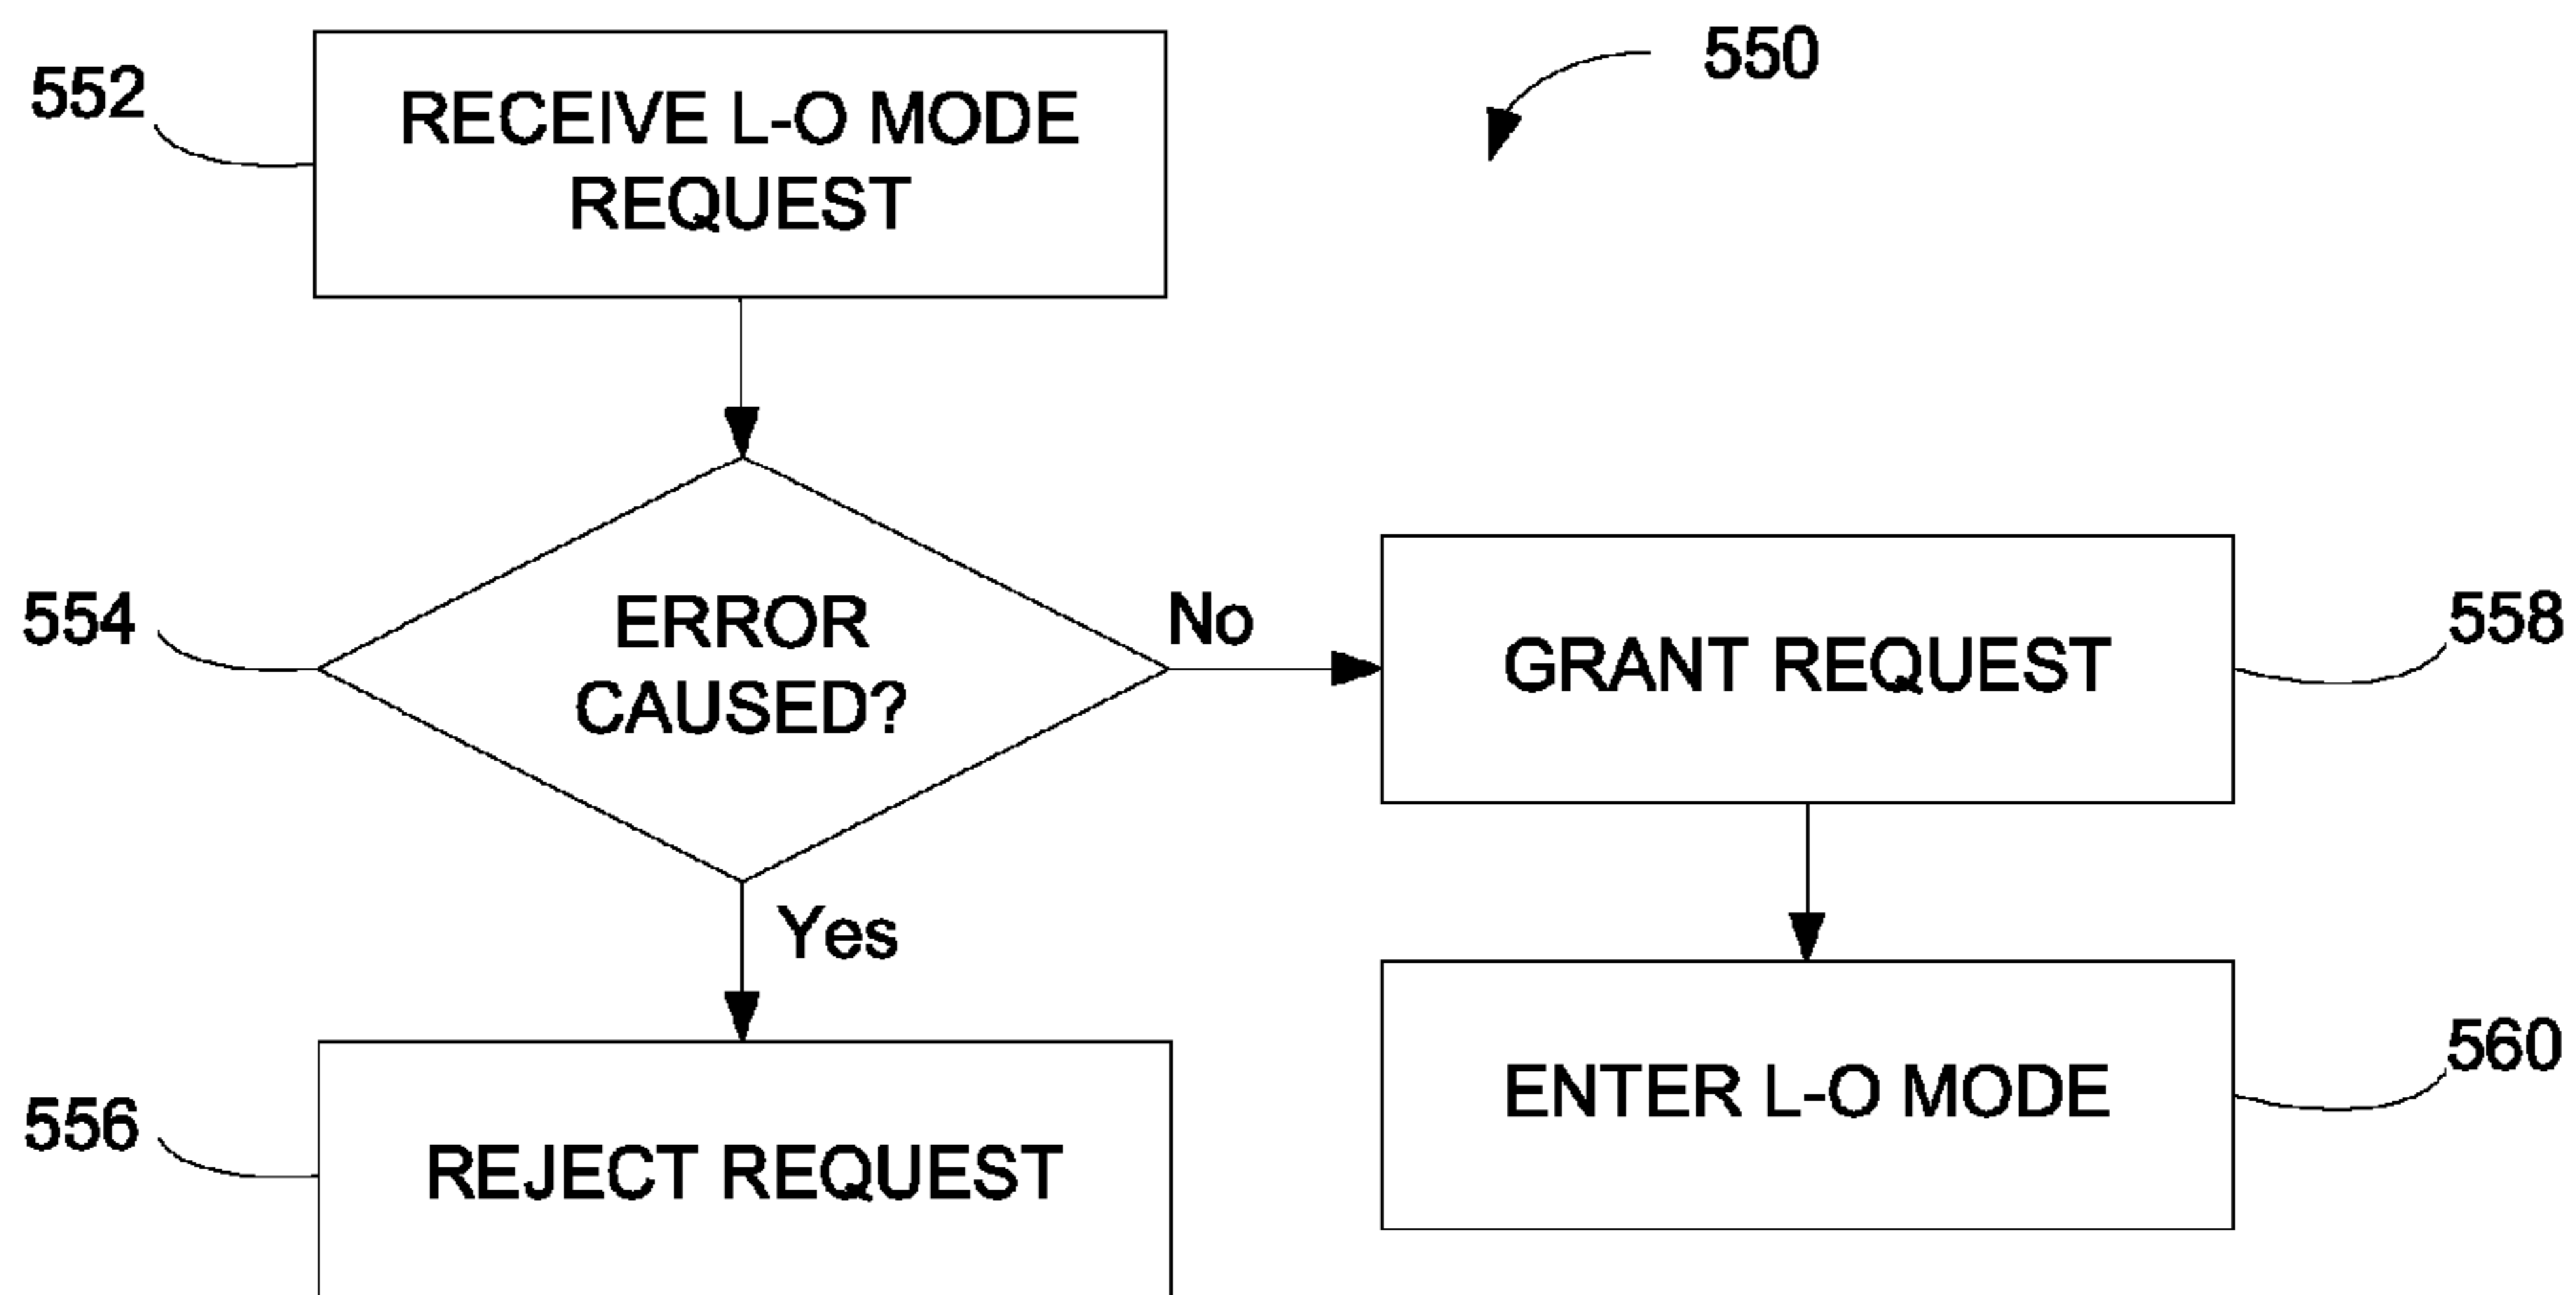 550
552
RECEIVE L-O MODE
REQUEST
554
ERROR
CAUSED?
No
GRANT REQUEST
558
Yes
556
REJECT REQUEST
ENTER L-O MODE
560